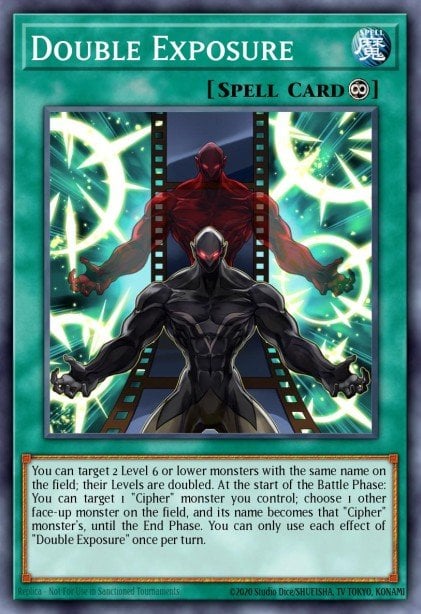 Double Exposure
SPELL
魔
[Spell Card]
You can target 2 Level 6 or lower monsters with the same name on
the field; their Levels are doubled. At the start of the Battle Phase:
You can target 1 "Cipher" monster you control; choose 1 other
face-up monster on the field, and its name becomes that "Cipher"
monster's, until the End Phase. You can only use each effect of
"Double Exposure" once per turn.
Replica - Not For Use in Sanctioned Tournaments
©2020 Studio Dice/SHUEISHA, TV TOKYO, KONAMI